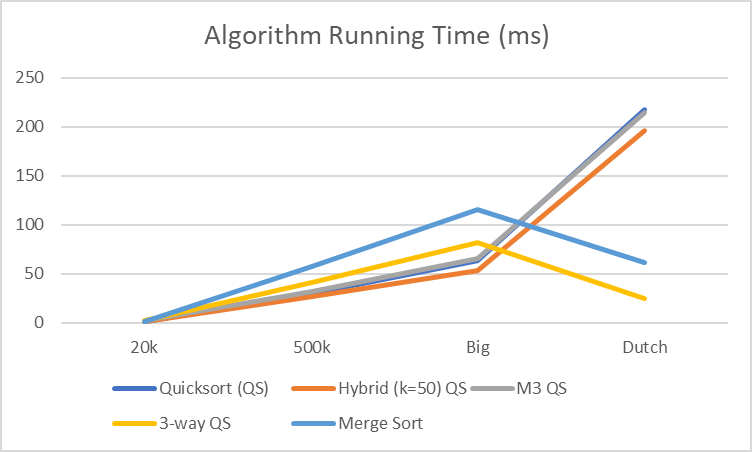 Algorithm Running Time (ms)
250
200
150
100
50
0
20k 500k Big Dutch
Quicksort (QS) Hybrid (k=50) QS M3 QS
3-way QS Merge Sort